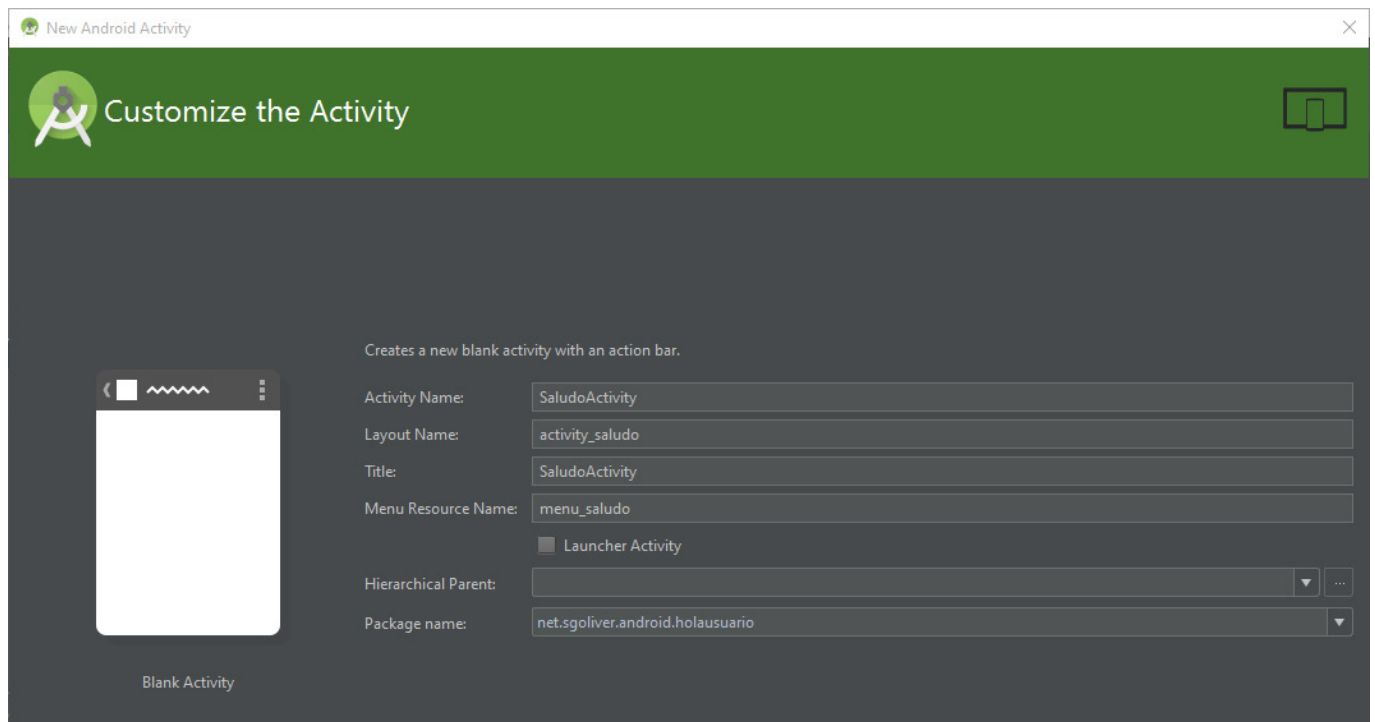 New Android Activity
Customize the Activity
Creates a new blank activity with an action bar.
Activity Name: SaludoActivity
Layout Name: activity_saludo
Title: SaludoActivity
Menu Resource Name: menu_saludo
Launcher Activity
Hierarchical Parent: ...
Package name: net.sgoliver.android.holausuario
Blank Activity